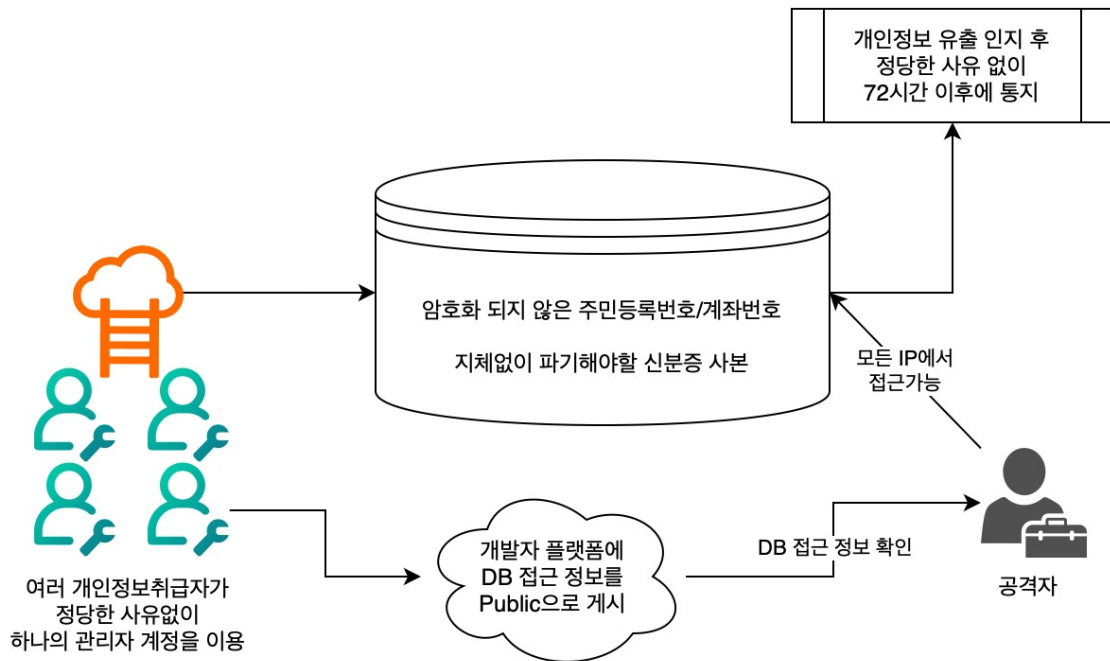 개인정보 유출 인지 후
정당한 사유 없이
72시간 이후에 통지
암호화 되지 않은 주민등록번호/계좌번호
지체없이 파기해야할 신분증 사본
모든 IP에서
접근가능
개발자 플랫폼에
DB 접근 정보를
Public으로 게시
DB 접근 정보 확인
공격자
여러 개인정보취급자가
정당한 사유없이
하나의 관리자 계정을 이용